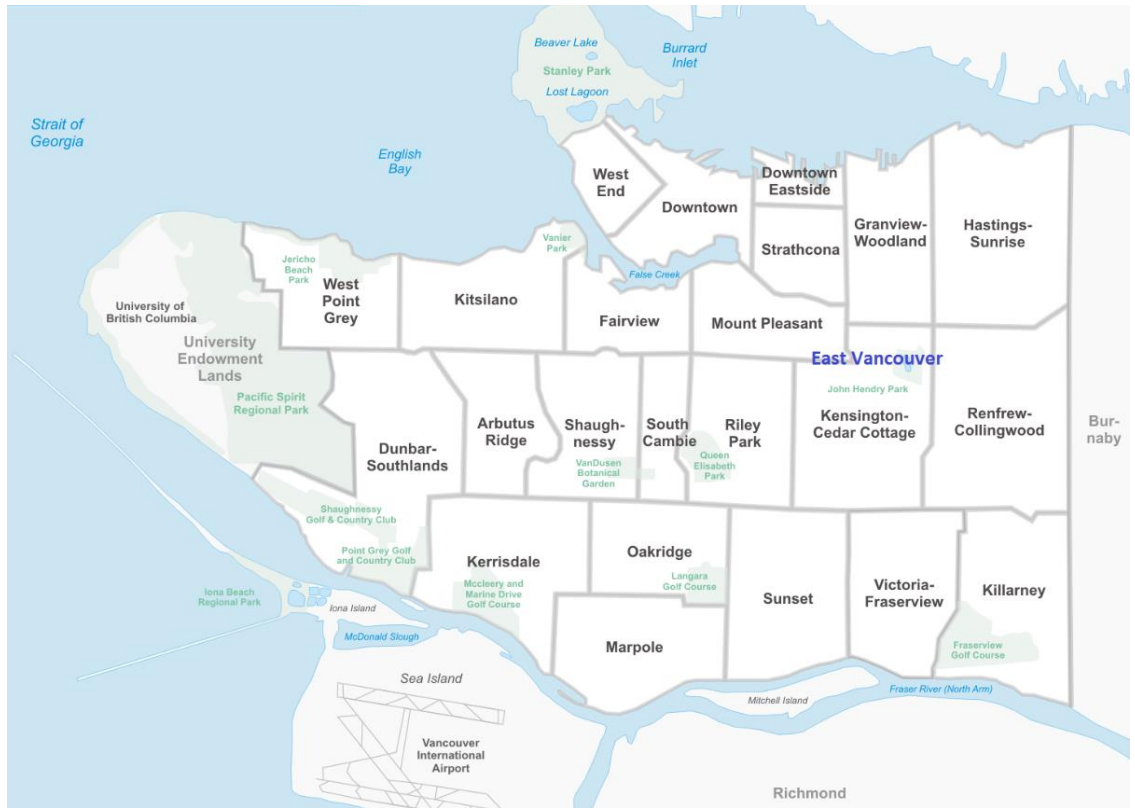 Beaver Lake
Stanley Park
Lost Lagoon
Burrard
Inlet
Strait of
Georgia
English
Bay
West
End
Downtown
Downtown
Eastside
Strathcona
Granview-
Woodland
Hastings-
Sunrise
Vanier
Park
False Creek
Jericho
Beach
Park
West
Point
Grey
Kitsilano
Fairview
Mount Pleasant
University of
British Columbia
University
Endowment
Lands
Pacific Spirit
Regional Park
East Vancouver
John Hendry Park
Kensington-
Cedar Cottage
Renfrew-
Collingwood
Bur-
naby
Dunbar-
Southlands
Arbutus
Ridge
Shaugh-
nessy
VanDusen
Botanical
Garden
South
Cambie
Riley
Park
Queen
Elisabeth
Park
Shaughnessy
Golf & Country Club
Point Grey Golf
and Country Club
Kerrisdale
Mccleery and
Marine Drive
Golf Course
Oakridge
Langara
Golf Course
Marpole
Sunset
Victoria-
Fraserview
Killarney
Fraserview
Golf Course
Iona Beach
Regional Park
Iona Island
McDonald Slough
Sea Island
Vancouver
International
Airport
Mitchell Island
Fraser River (North Arm)
Richmond